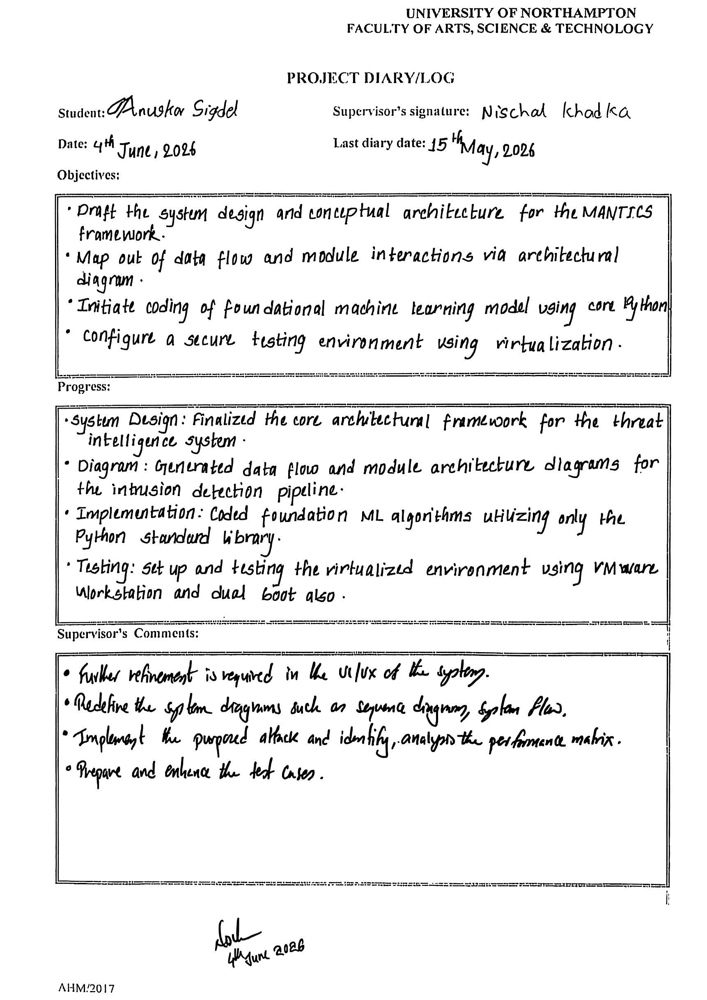 UNIVERSITY OF NORTHAMPTON
FACULTY OF ARTS, SCIENCE & TECHNOLOGY
PROJECT DIARY/LOG
Student: Anuskar Sigdel
Supervisor's signature: Nischal Khadka
Date: 4th June, 2026
Last diary date: 15th May, 2026
Objectives:
• Draft the system design and conceptual architecture for the MANTICS
framework.
• Map out of data flow and module interactions via architectural
diagram.
• Initiate coding of foundational machine learning model using core Python
• configure a secure testing environment using virtualization.
Progress:
• System Design: Finalized the core architectural framework for the threat
intelligence system.
• Diagram: Generated data flow and module architecture diagrams for
the intrusion detection pipeline.
• Implementation: Coded foundation ML algorithms utilizing only the
Python standard library.
• Testing: set up and testing the virtualized environment using VMware
Workstation and dual boot also.
Supervisor's Comments:
• Further refinement is required in the UI/UX of the system.
• Redefine the system diagrams such as sequence diagram, system flow.
• Implement the purposed attack and identify, analysis the performance matrix.
• Prepare and enhance the test cases.
4th June 2026
AHM/2017